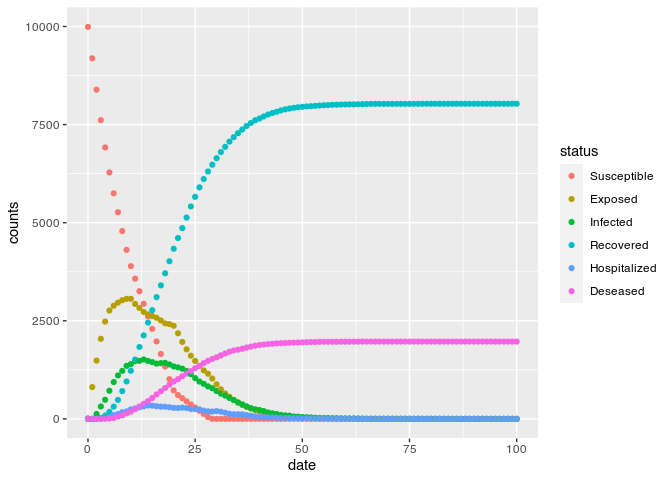 10000
7500
5000
2500
0
counts
0
25
50
75
100
date
status
Susceptible
Exposed
Infected
Recovered
Hospitalized
Deseased